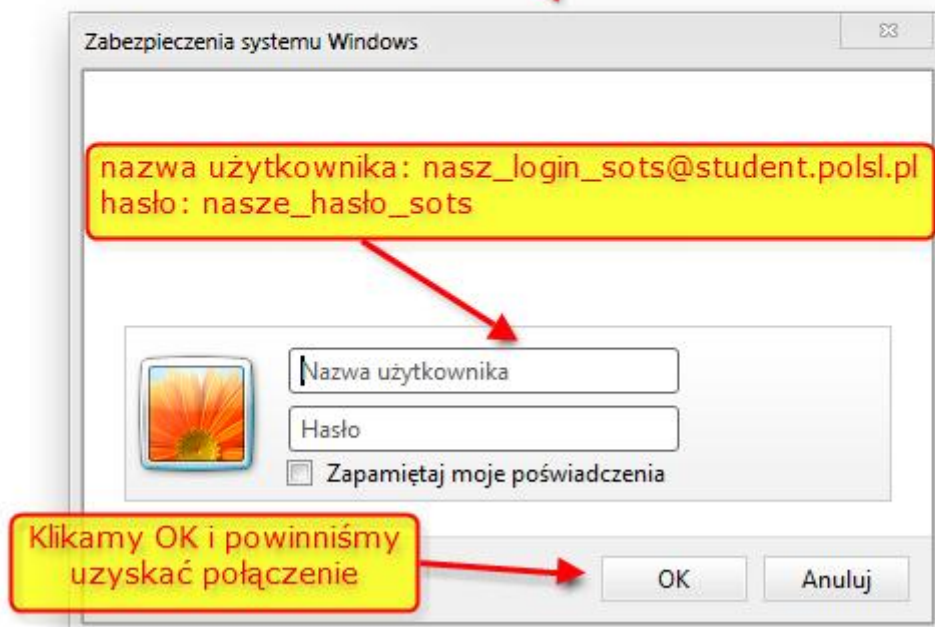 Zabezpieczenia systemu Windows
nazwa użytkownika: nasz_login_sots@student.polsl.pl
hasło: nasze_hasło_sots
Nazwa użytkownika
Hasło
Zapamiętaj moje poświadczenia
Klikamy OK i powinniśmy
uzyskać połączenie
OK
Anuluj